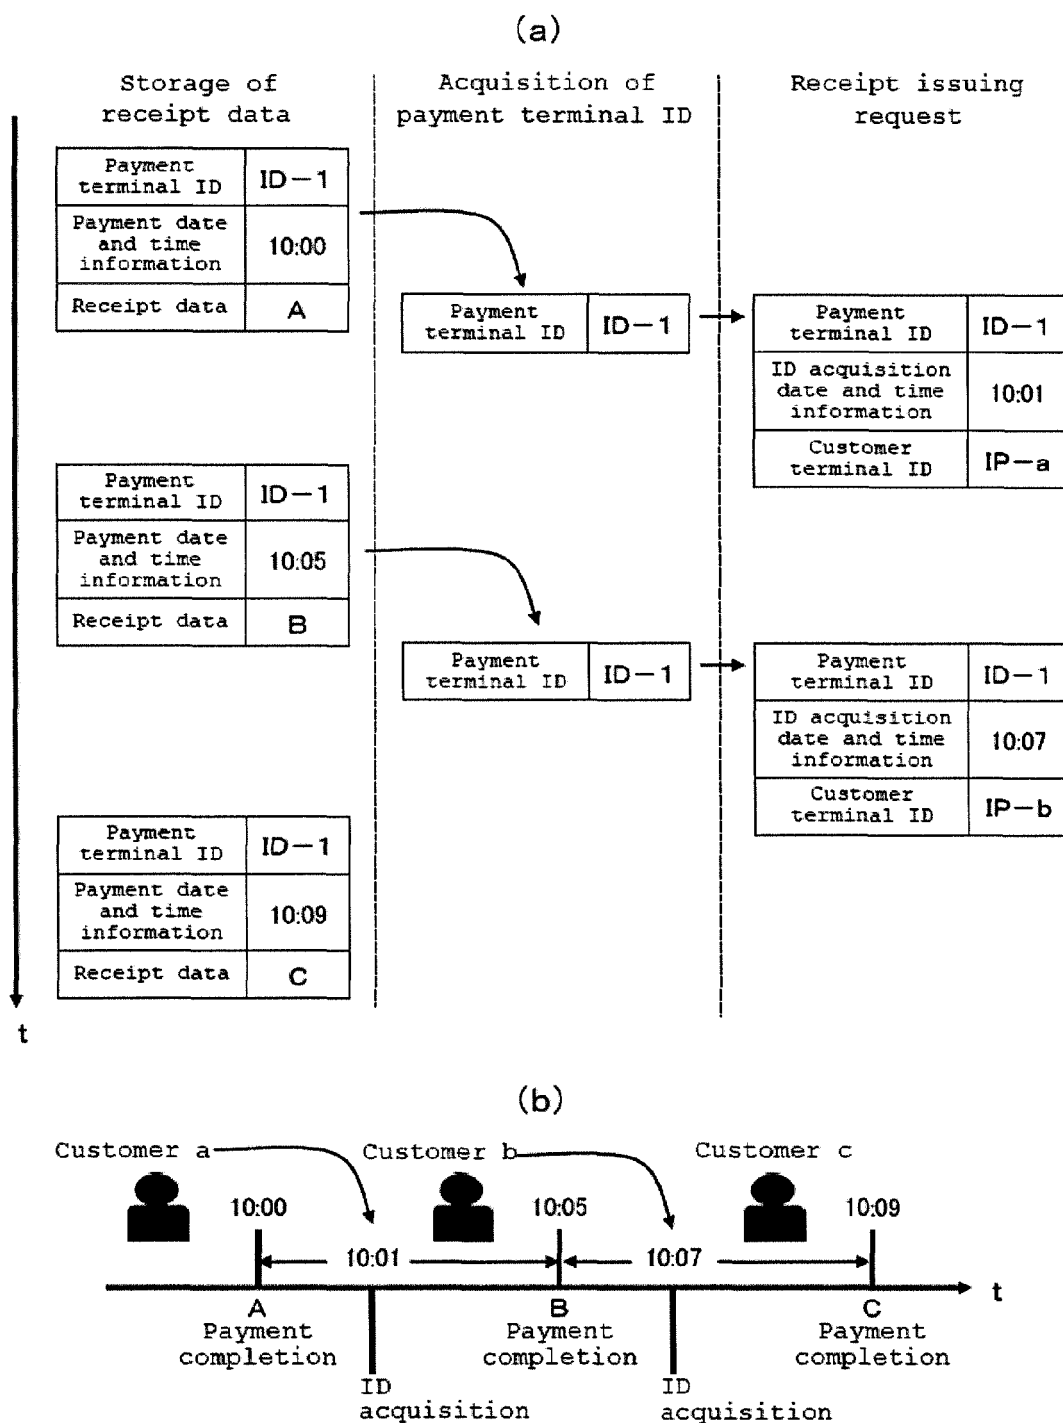 (a)
Storage of
receipt data
Acquisition of
payment terminal ID
Receipt issuing
request
Payment
terminal ID
ID-1
Payment date
and time
information
10:00
Receipt data
A
Payment
terminal ID
ID-1
Payment
terminal ID
ID-1
ID acquisition
date and time
information
10:01
Customer
terminal ID
IP-a
Payment
terminal ID
ID-1
Payment date
and time
information
10:05
Receipt data
B
Payment
terminal ID
ID-1
Payment
terminal ID
ID-1
ID acquisition
date and time
information
10:07
Customer
terminal ID
IP-b
Payment
terminal ID
ID-1
Payment date
and time
information
10:09
Receipt data
C
t
(b)
Customer a
Customer b
Customer c
10:00
10:05
10:09
10:01
10:07
t
A
Payment
completion
B
Payment
completion
C
Payment
completion
ID
acquisition
ID
acquisition